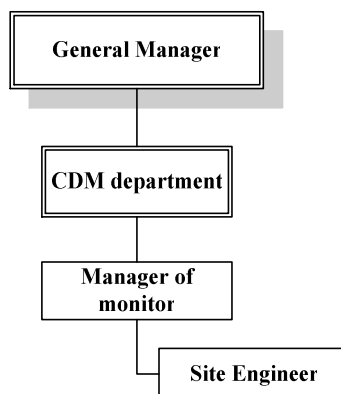 General Manager
CDM department
Manager of
monitor
Site Engineer